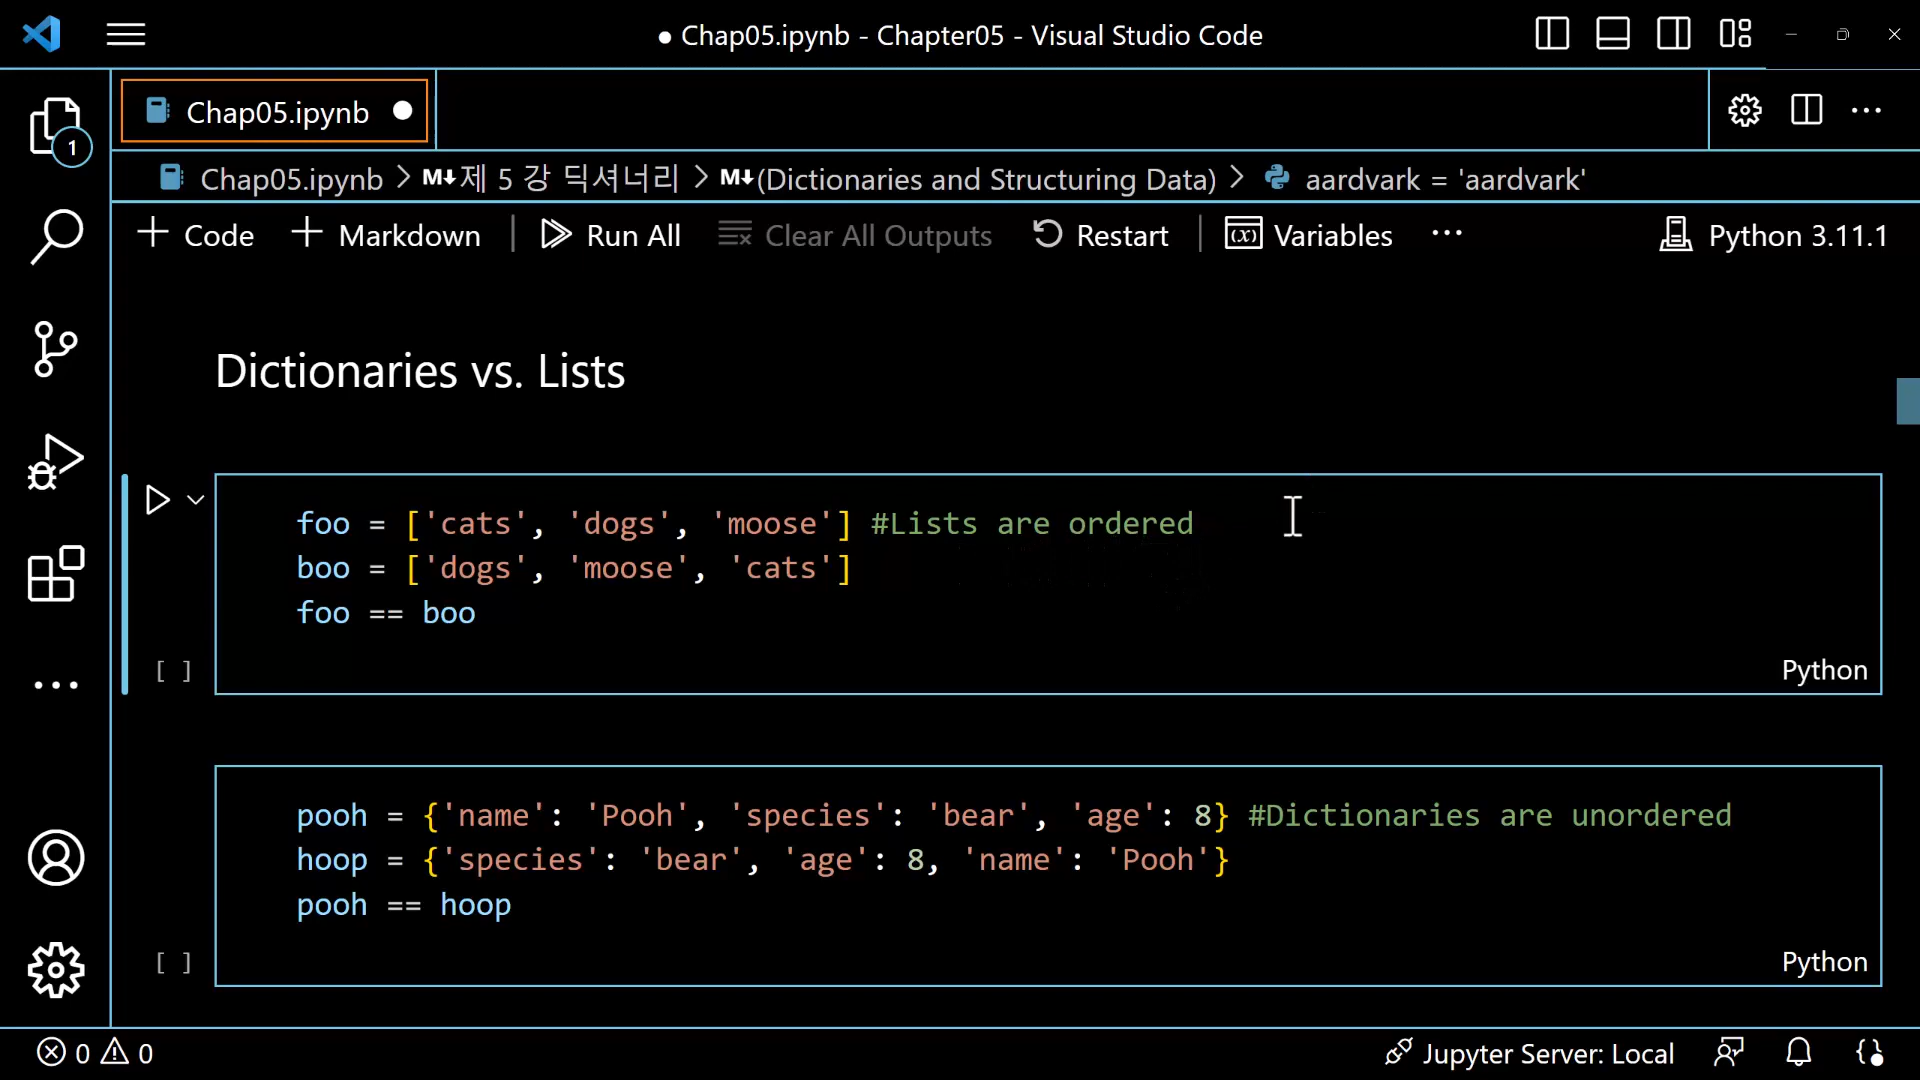 ● Chap05.ipynb - Chapter05 - Visual Studio Code
Chap05.ipynb ●
1
Chap05.ipynb > M↓제 5 강 딕셔너리 > M↓(Dictionaries and Structuring Data) > aardvark = 'aardvark'
+ Code + Markdown | Run All Clear All Outputs Restart | Variables ··· Python 3.11.1
Dictionaries vs. Lists
foo = ['cats', 'dogs', 'moose'] #Lists are ordered
boo = ['dogs', 'moose', 'cats']
foo == boo
[ ] Python
pooh = {'name': 'Pooh', 'species': 'bear', 'age': 8} #Dictionaries are unordered
hoop = {'species': 'bear', 'age': 8, 'name': 'Pooh'}
pooh == hoop
[ ] Python
0 0 Jupyter Server: Local